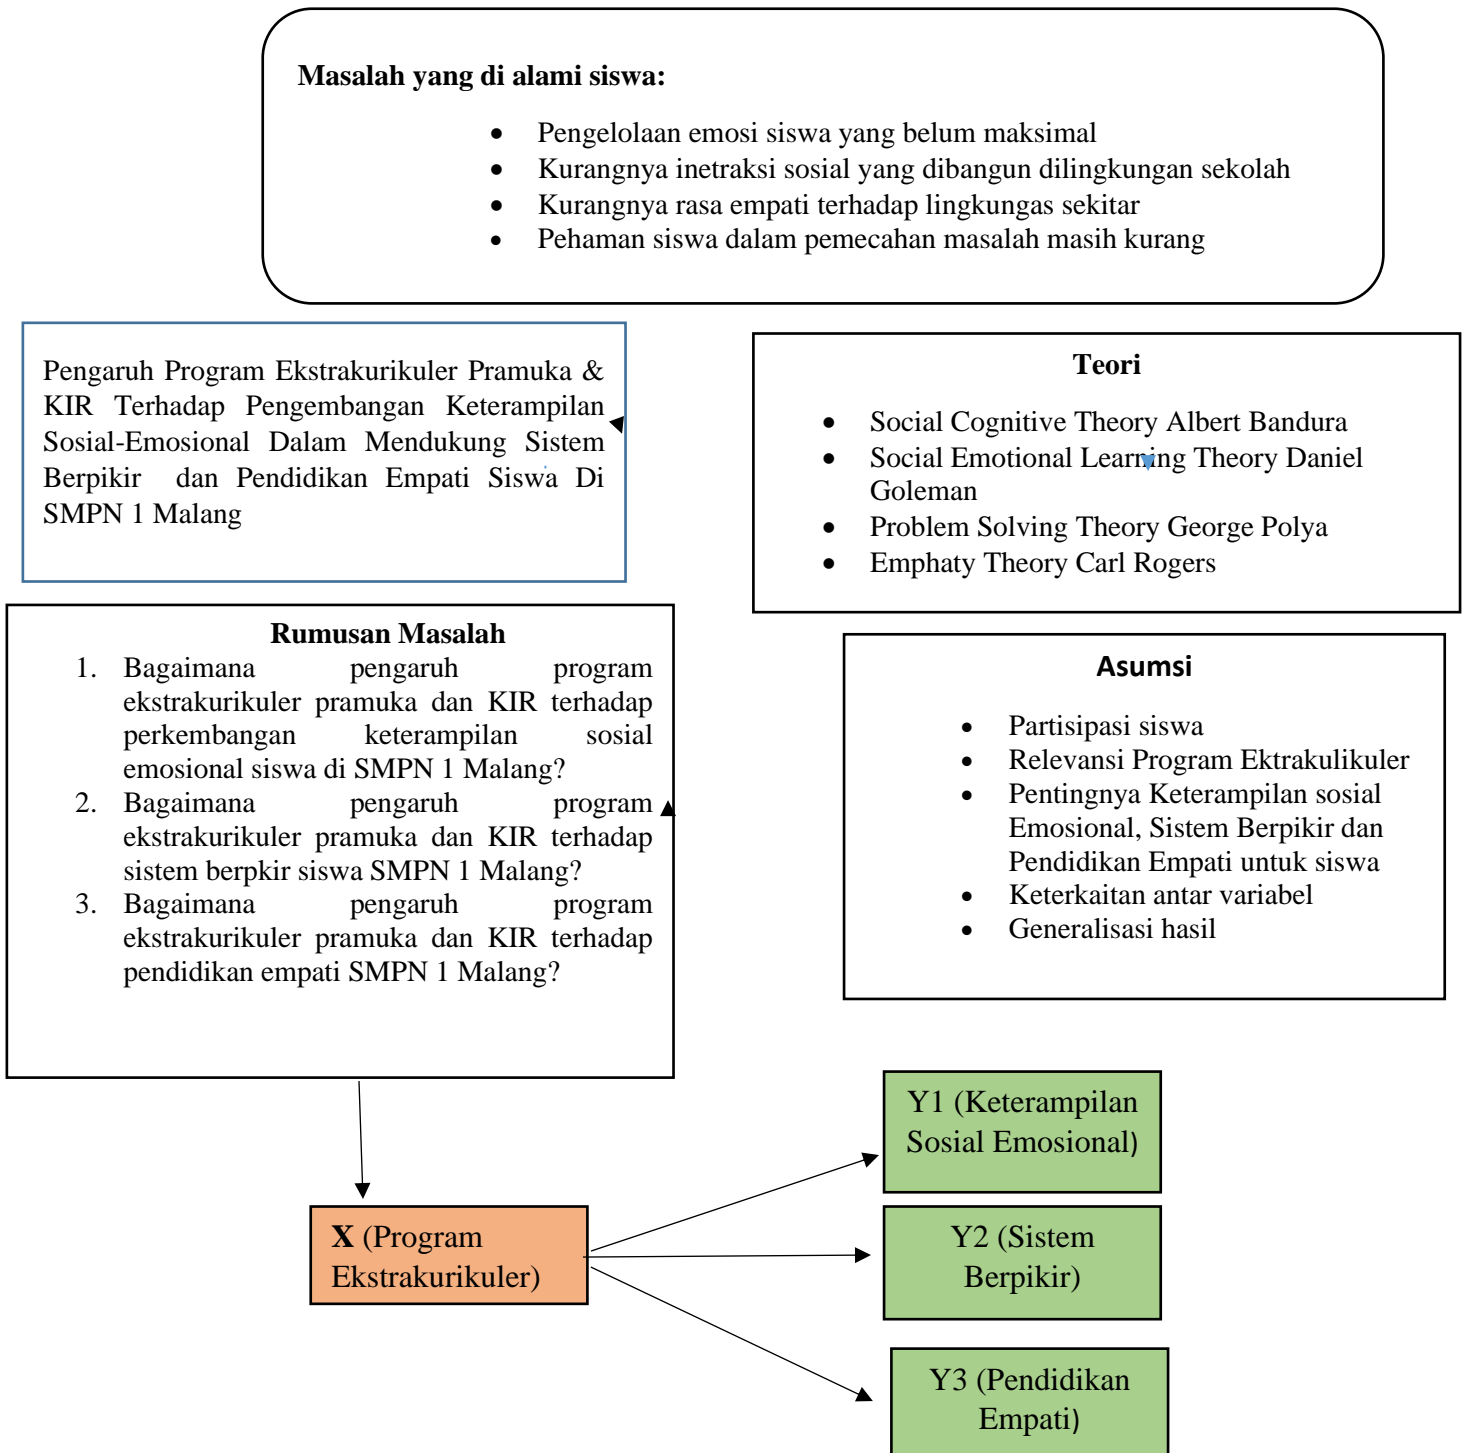 Masalah yang di alami siswa:
• Pengelolaan emosi siswa yang belum maksimal
• Kurangnya inetraksi sosial yang dibangun dilingkungan sekolah
• Kurangnya rasa empati terhadap lingkungas sekitar
• Pehaman siswa dalam pemecahan masalah masih kurang
Pengaruh Program Ekstrakurikuler Pramuka &
KIR Terhadap Pengembangan Keterampilan
Sosial-Emosional Dalam Mendukung Sistem
Berpikir dan Pendidikan Empati Siswa Di
SMPN 1 Malang
Teori
• Social Cognitive Theory Albert Bandura
• Social Emotional Learning Theory Daniel
Goleman
• Problem Solving Theory George Polya
• Emphaty Theory Carl Rogers
Rumusan Masalah
1. Bagaimana pengaruh program
ekstrakurikuler pramuka dan KIR terhadap
perkembangan keterampilan sosial
emosional siswa di SMPN 1 Malang?
2. Bagaimana pengaruh program
ekstrakurikuler pramuka dan KIR terhadap
sistem berpkir siswa SMPN 1 Malang?
3. Bagaimana pengaruh program
ekstrakurikuler pramuka dan KIR terhadap
pendidikan empati SMPN 1 Malang?
Asumsi
• Partisipasi siswa
• Relevansi Program Ektrakulikuler
• Pentingnya Keterampilan sosial
Emosional, Sistem Berpikir dan
Pendidikan Empati untuk siswa
• Keterkaitan antar variabel
• Generalisasi hasil
X (Program
Ekstrakurikuler)
Y1 (Keterampilan
Sosial Emosional)
Y2 (Sistem
Berpikir)
Y3 (Pendidikan
Empati)